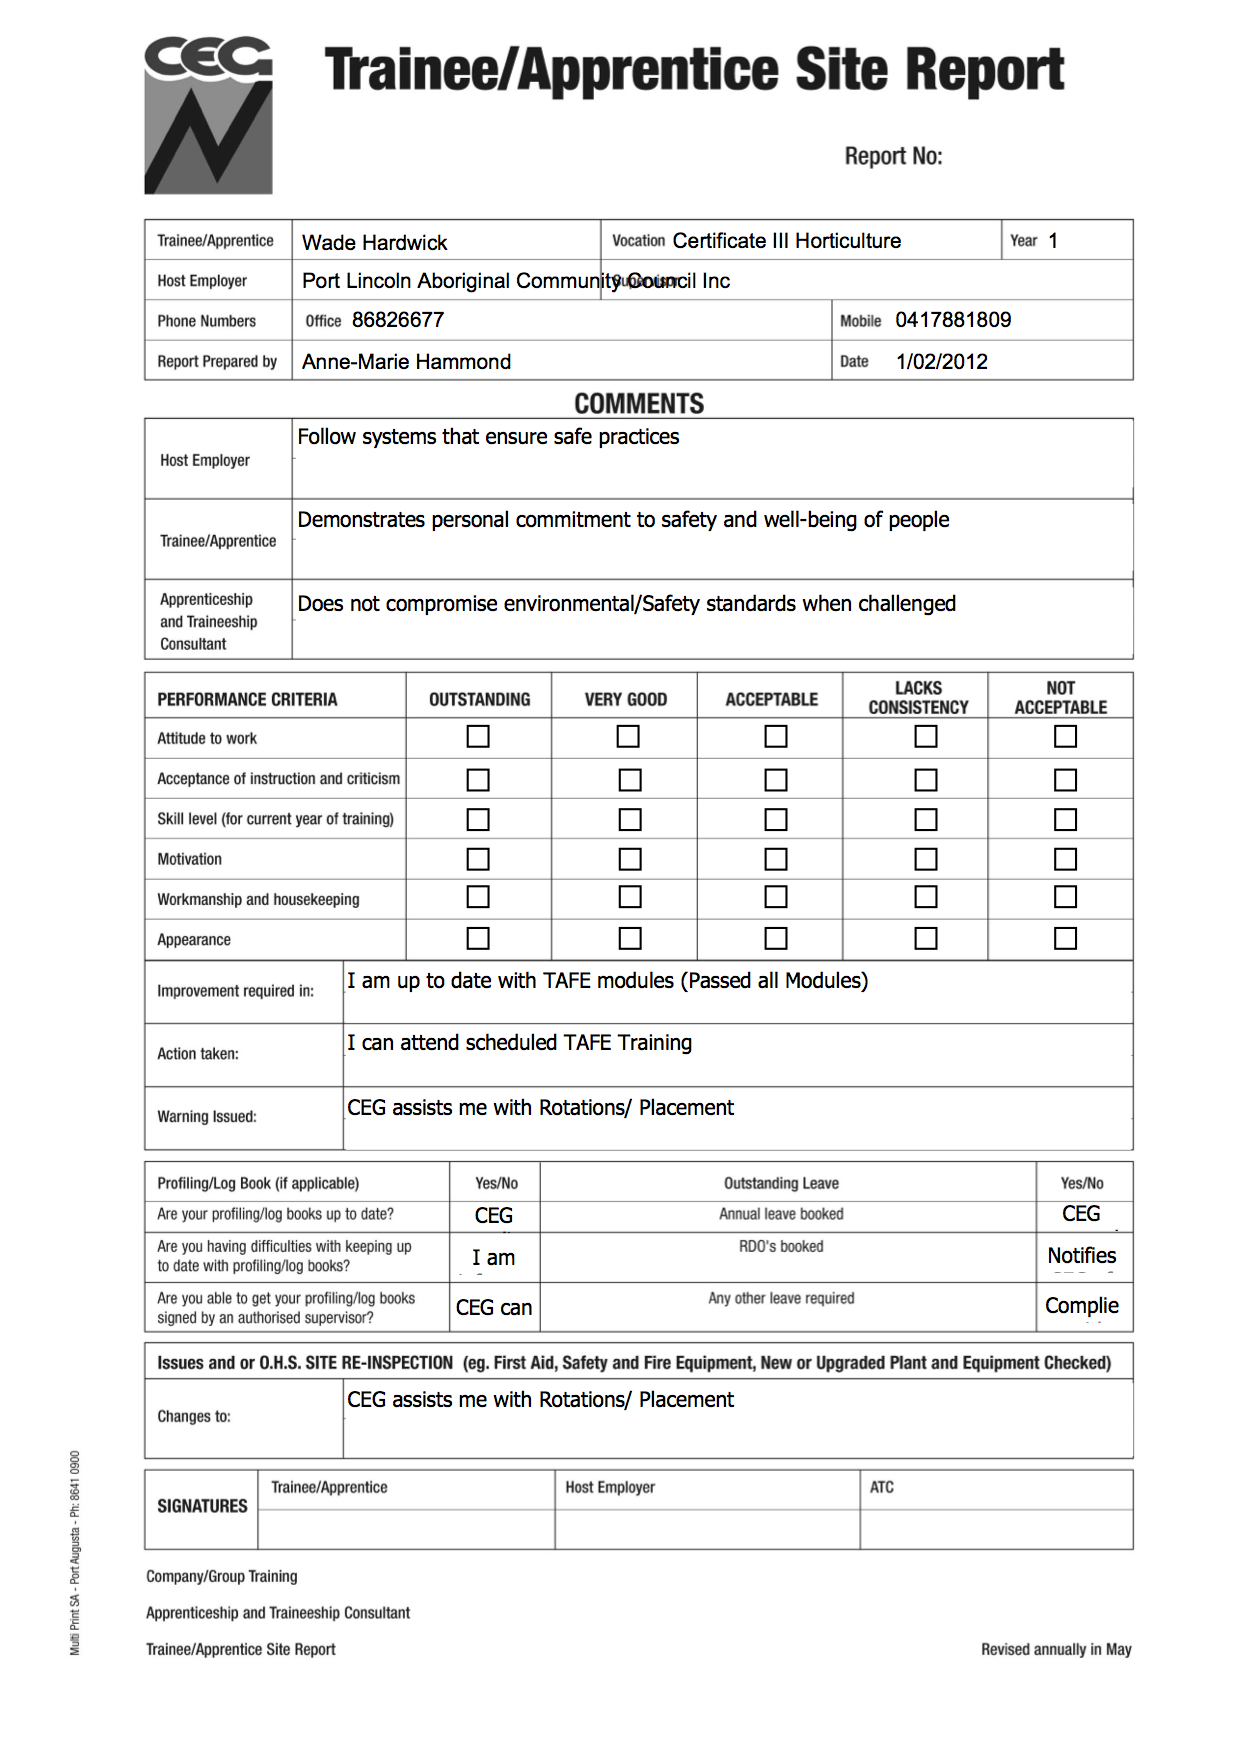 CEG
Trainee/Apprentice Site Report
Report No:
Trainee/Apprentice Wade Hardwick Vocation Certificate III Horticulture Year 1
Host Employer Port Lincoln Aboriginal Community Council Inc Supervisor
Phone Numbers Office 86826677 Mobile 0417881809
Report Prepared by Anne-Marie Hammond Date 1/02/2012
COMMENTS
Host Employer Follow systems that ensure safe practices
Trainee/Apprentice Demonstrates personal commitment to safety and well-being of people
Apprenticeship
and Traineeship
Consultant
Does not compromise environmental/Safety standards when challenged
PERFORMANCE CRITERIA OUTSTANDING VERY GOOD ACCEPTABLE LACKS CONSISTENCY NOT ACCEPTABLE
Attitude to work
Acceptance of instruction and criticism
Skill level (for current year of training)
Motivation
Workmanship and housekeeping
Appearance
Improvement required in: I am up to date with TAFE modules (Passed all Modules)
Action taken: I can attend scheduled TAFE Training
Warning Issued: CEG assists me with Rotations/ Placement
Profiling/Log Book (if applicable) Yes/No Outstanding Leave Yes/No
Are your profiling/log books up to date? CEG Annual leave booked CEG
Are you having difficulties with keeping up
to date with profiling/log books? I am RDO's booked Notifies
Are you able to get your profiling/log books
signed by an authorised supervisor? CEG can Any other leave required Complie
Issues and or O.H.S. SITE RE-INSPECTION (eg. First Aid, Safety and Fire Equipment, New or Upgraded Plant and Equipment Checked)
Changes to: CEG assists me with Rotations/ Placement
SIGNATURES Trainee/Apprentice Host Employer ATC
Company/Group Training
Apprenticeship and Traineeship Consultant
Trainee/Apprentice Site Report Revised annually in May
Multi Print SA - Port Augusta - Ph: 8641 0900